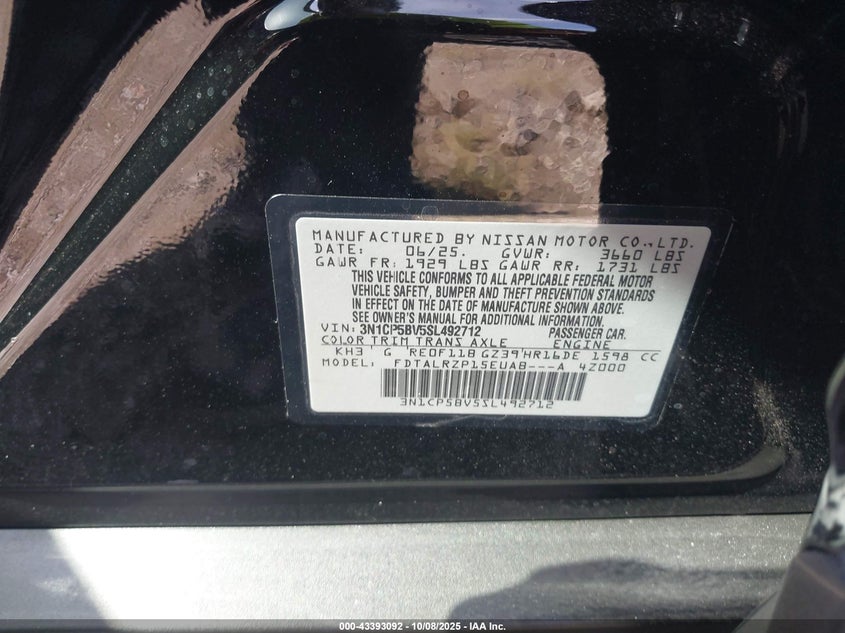 MANUFACTURED BY NISSAN MOTOR CO.,LTD.
DATE: 06/25. GVWR: 3660 LBS
GAWR FR: 1929 LBS GAWR RR: 1731 LBS
THIS VEHICLE CONFORMS TO ALL APPLICABLE FEDERAL MOTOR
VEHICLE SAFETY, BUMPER AND THEFT PREVENTION STANDARDS
IN EFFECT ON THE DATE OF MANUFACTURE SHOWN ABOVE.
SEE OWNER'S MANUAL FOR ADDITIONAL INFORMATION.
VIN: 3N1CP5BV5SL492712 PASSENGER CAR.
COLOR TRIM TRANS AXLE ENGINE
KH3 G RE0F11B GZ39 HR16DE 1598 CC
MODEL: FDTALRZP15EUAB---A 4Z000
3N1CP5BV5SL492712
000-43393092 | 10/08/2025 - IAA Inc.